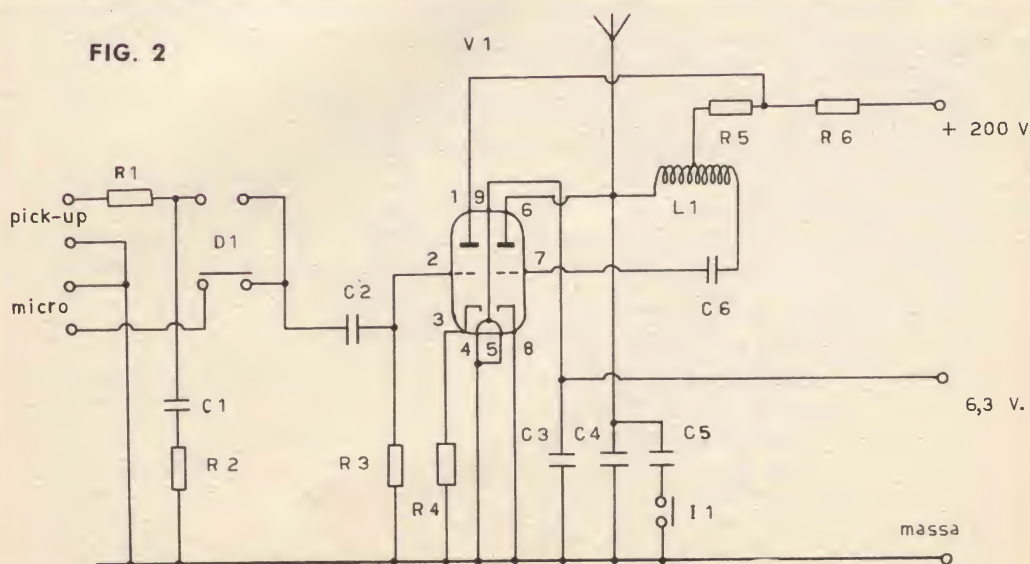 FIG. 2
V 1
R 5
R 6
+ 200 V
R 1
pick-up
D 1
L 1
1 9 6
2
7
micro
C 2
C 6
3
4 5 8
6,3 V.
C 1
C 3
C 4
C 5
R 2
R 3
R 4
I 1
massa